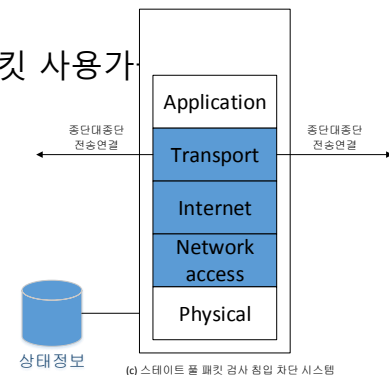 킷 사용가
Application
종단대종단
전송연결
종단대종단
전송연결
Transport
Internet
Network
access
Physical
상태정보
(c) 스테이트 풀 패킷 검사 침입 차단 시스템